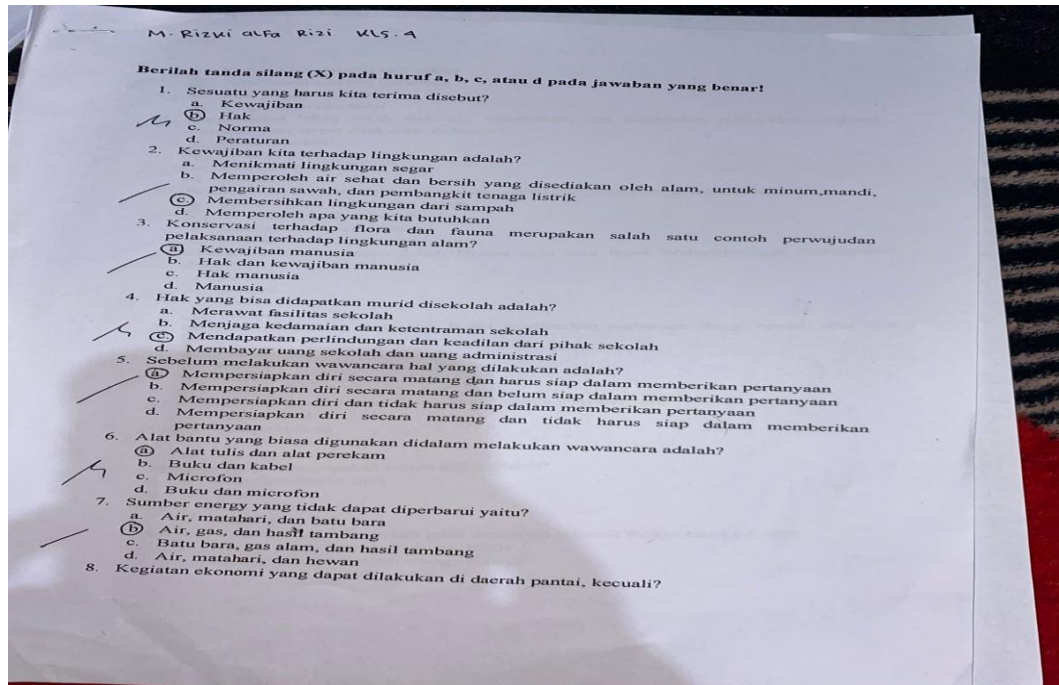 M. Rizki alfa Rizi KLS. 4
Berilah tanda silang (X) pada huruf a, b, c, atau d pada jawaban yang benar!
1. Sesuatu yang harus kita terima disebut?
a. Kewajiban
b. Hak
c. Norma
d. Peraturan
2. Kewajiban kita terhadap lingkungan adalah?
a. Menikmati lingkungan segar
b. Memperoleh air sehat dan bersih yang disediakan oleh alam, untuk minum,mandi,
pengairan sawah, dan pembangkit tenaga listrik
c. Membersihkan lingkungan dari sampah
d. Memperoleh apa yang kita butuhkan
3. Konservasi terhadap flora dan fauna merupakan salah satu contoh perwujudan
pelaksanaan terhadap lingkungan alam?
a. Kewajiban manusia
b. Hak dan kewajiban manusia
c. Hak manusia
d. Manusia
4. Hak yang bisa didapatkan murid disekolah adalah?
a. Merawat fasilitas sekolah
b. Menjaga kedamaian dan ketentraman sekolah
c. Mendapatkan perlindungan dan keadilan dari pihak sekolah
d. Membayar uang sekolah dan uang administrasi
5. Sebelum melakukan wawancara hal yang dilakukan adalah?
a. Mempersiapkan diri secara matang dan harus siap dalam memberikan pertanyaan
b. Mempersiapkan diri secara matang dan belum siap dalam memberikan pertanyaan
c. Mempersiapkan diri dan tidak harus siap dalam memberikan pertanyaan
d. Mempersiapkan diri secara matang dan tidak harus siap dalam memberikan
pertanyaan
6. Alat bantu yang biasa digunakan didalam melakukan wawancara adalah?
a. Alat tulis dan alat perekam
b. Buku dan kabel
c. Microfon
d. Buku dan microfon
7. Sumber energy yang tidak dapat diperbarui yaitu?
a. Air, matahari, dan batu bara
b. Air, gas, dan hasil tambang
c. Batu bara, gas alam, dan hasil tambang
d. Air, matahari, dan hewan
8. Kegiatan ekonomi yang dapat dilakukan di daerah pantai, kecuali?